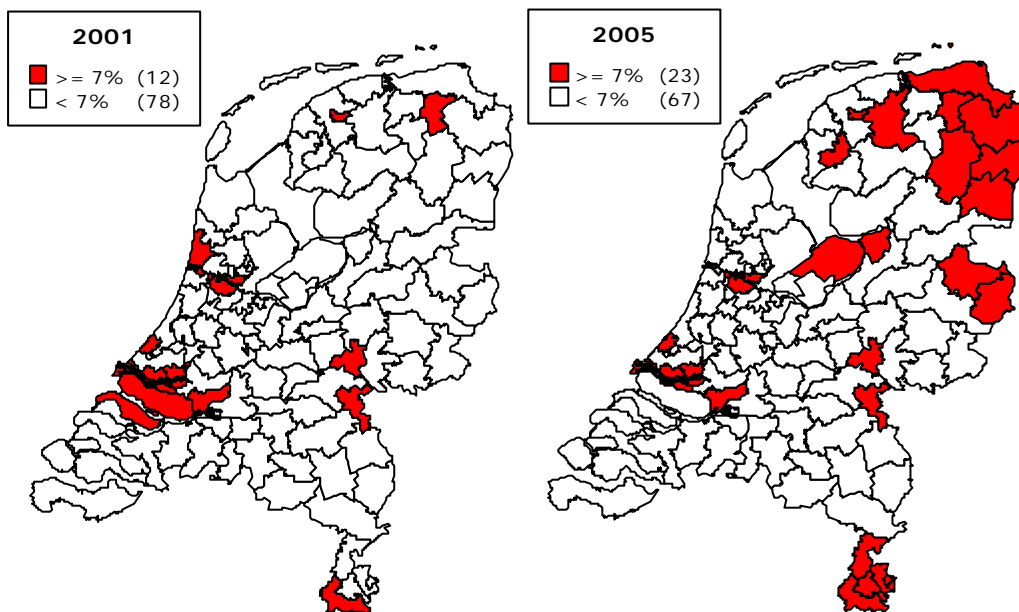 2001
>= 7% (12)
< 7% (78)
2005
>= 7% (23)
< 7% (67)